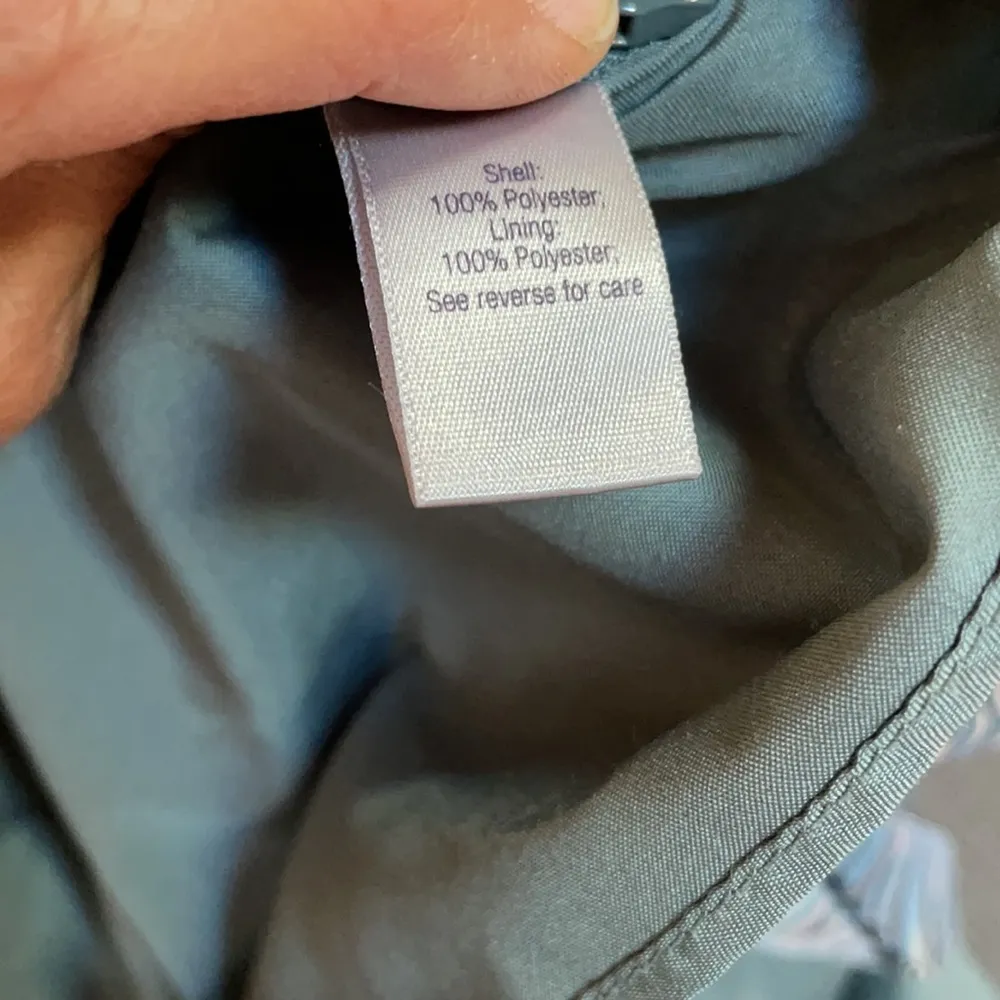 Shell:
100% Polyester;
Lining:
100% Polyester;
See reverse for care